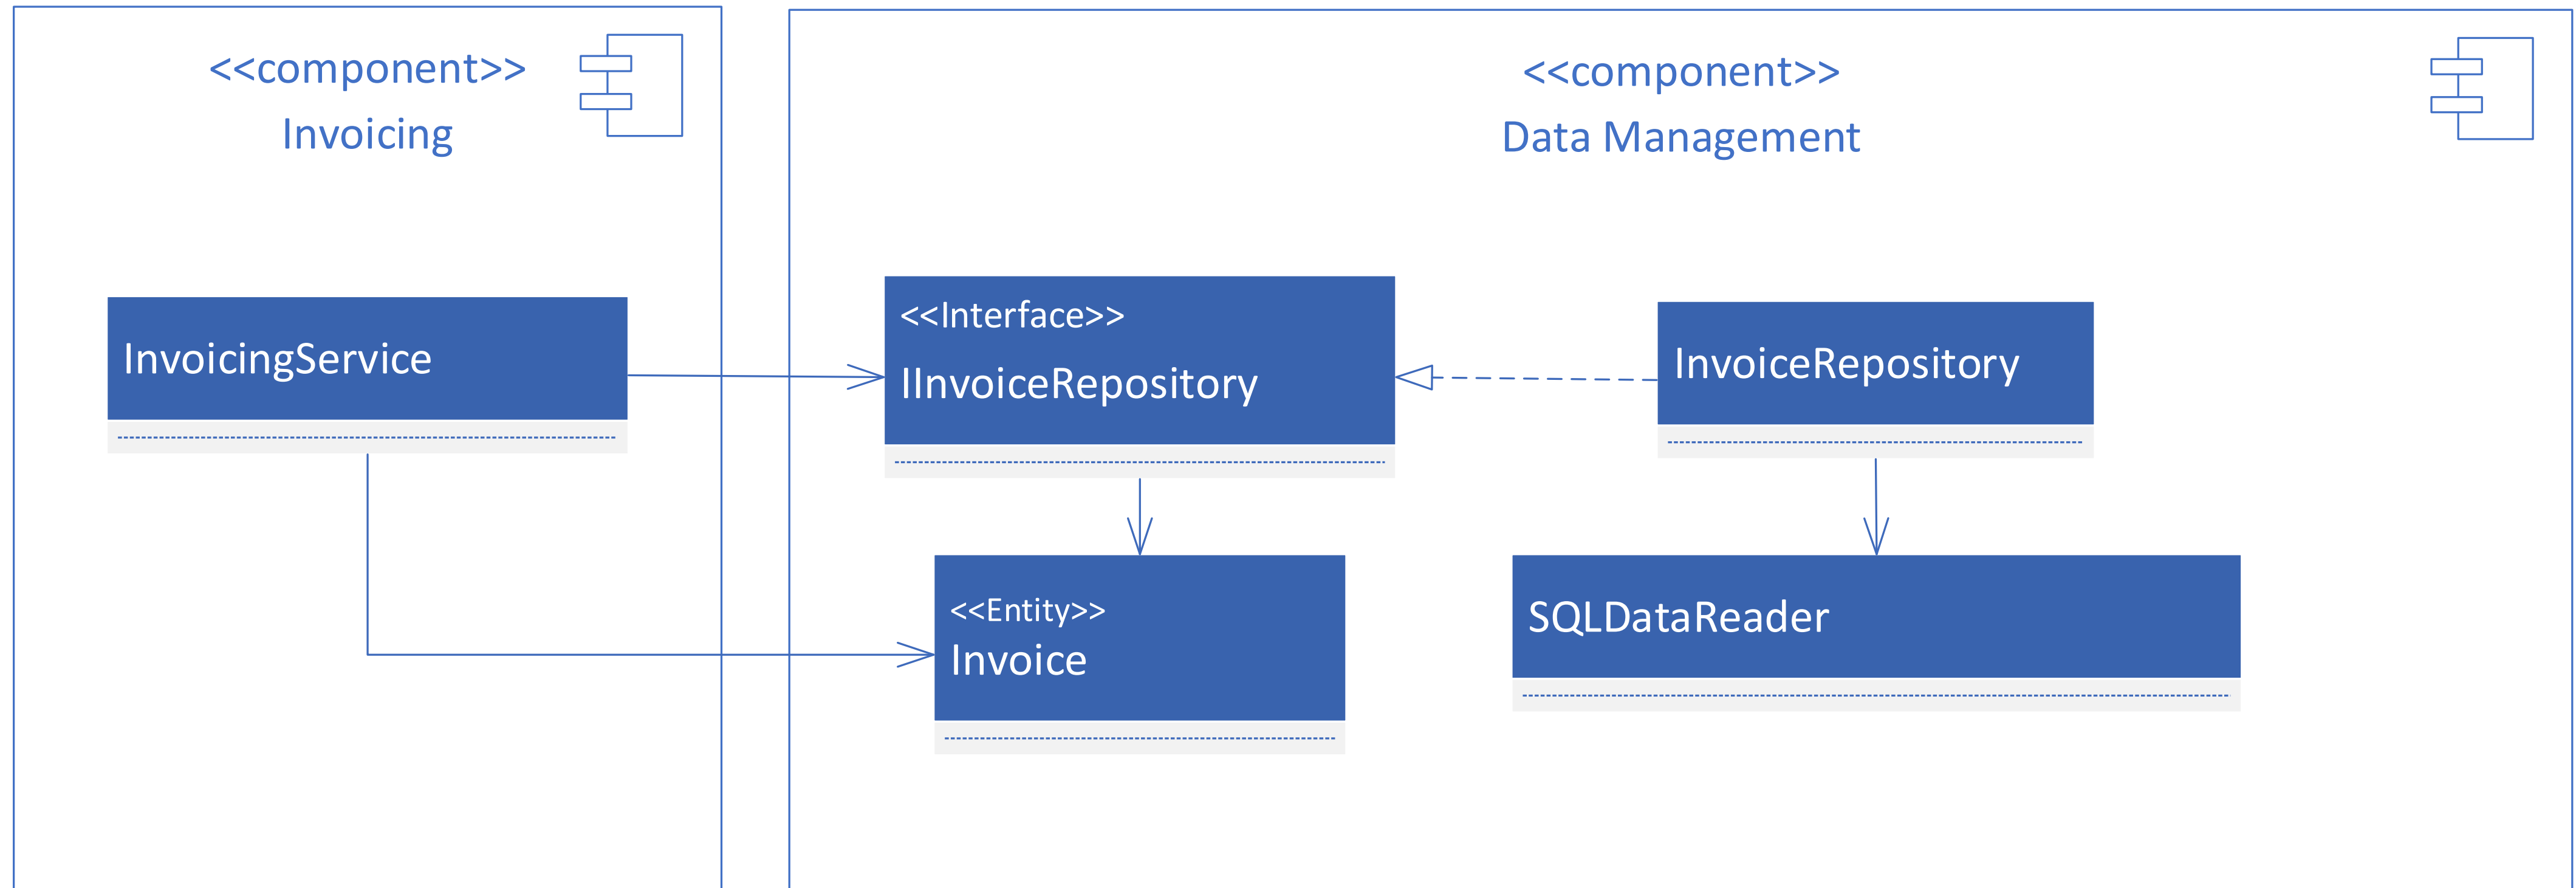 <<component>>
Invoicing
<<component>>
Data Management
InvoicingService
<<Interface>>
IInvoiceRepository
InvoiceRepository
<<Entity>>
Invoice
SQLDataReader